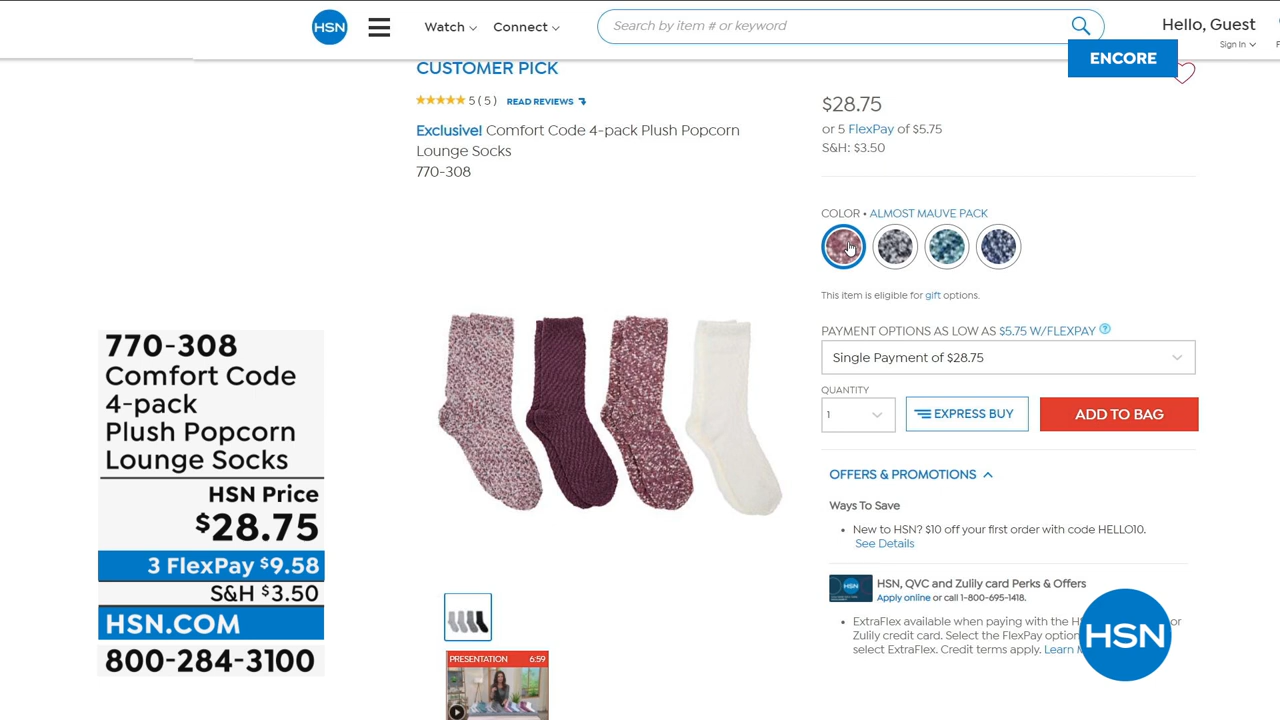 HSN
Watch
Connect
Search by item # or keyword
Hello, Guest
Sign In
ENCORE
CUSTOMER PICK
5 ( 5 )
READ REVIEWS
Exclusive! Comfort Code 4-pack Plush Popcorn
Lounge Socks
770-308
$28.75
or 5 FlexPay of $5.75
S&H: $3.50
COLOR • ALMOST MAUVE PACK
This item is eligible for gift options.
PAYMENT OPTIONS AS LOW AS $5.75 W/FLEXPAY ?
Single Payment of $28.75
QUANTITY
1
EXPRESS BUY
ADD TO BAG
OFFERS & PROMOTIONS
Ways To Save
• New to HSN? $10 off your first order with code HELLO10.
See Details
HSN
HSN, QVC and Zulily card Perks & Offers
Apply online or call 1-800-695-1418.
• ExtraFlex available when paying with the H
or
Zulily credit card. Select the FlexPay option
select ExtraFlex. Credit terms apply. Learn
HSN
770-308
Comfort Code
4-pack
Plush Popcorn
Lounge Socks
HSN Price
$28.75
3 FlexPay $9.58
S&H $3.50
HSN.COM
800-284-3100
PRESENTATION 6:59